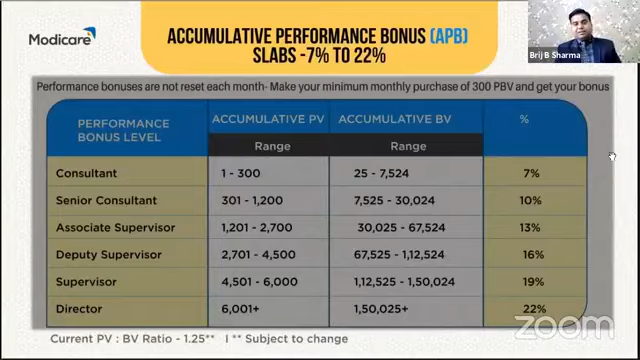 Modicare
ACCUMULATIVE PERFORMANCE BONUS (APB)
SLABS -7% TO 22%
Brij B Sharma
Performance bonuses are not reset each month- Make your minimum monthly purchase of 300 PBV and get your bonus
PERFORMANCE BONUS LEVEL ACCUMULATIVE PV ACCUMULATIVE BV %
Range Range
Consultant 1 - 300 25 - 7,524 7%
Senior Consultant 301 - 1,200 7,525 - 30,024 10%
Associate Supervisor 1,201 - 2,700 30,025 - 67,524 13%
Deputy Supervisor 2,701 - 4,500 67,525 - 1,12,524 16%
Supervisor 4,501 - 6,000 1,12,525 - 1,50,024 19%
Director 6,001+ 1,50,025+ 22%
Current PV : BV Ratio - 1.25** I ** Subject to change
zoom